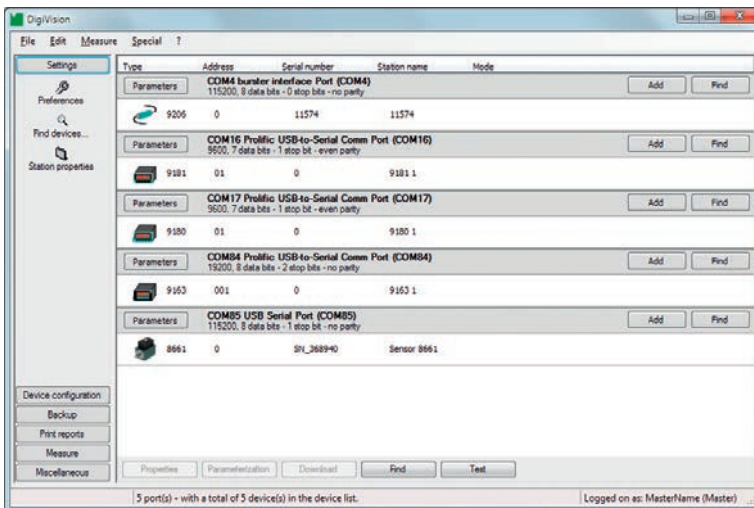 DigiVision
File Edit Measure Special ?
Settings
Preferences
Find devices...
Station properties
Device configuration
Backup
Print reports
Measure
Miscellaneous
Type Address Serial number Station name Mode
Parameters COM4 burster interface Port (COM4) Add Find
115200, 8 data bits - 0 stop bits - no parity
9206 0 11574 11574
Parameters COM16 Prolific USB-to-Serial Comm Port (COM16) Add Find
9600, 7 data bits - 1 stop bit - even parity
9181 01 0 9181 1
Parameters COM17 Prolific USB-to-Serial Comm Port (COM17) Add Find
9600, 7 data bits - 1 stop bit - even parity
9180 01 0 9180 1
Parameters COM84 Prolific USB-to-Serial Comm Port (COM84) Add Find
19200, 8 data bits - 2 stop bits - no parity
9163 001 0 9163 1
Parameters COM85 USB Serial Port (COM85) Add Find
115200, 8 data bits - 1 stop bit - no parity
8661 0 SN_368940 Sensor 8661
Properties Parameterization Download Find Test
5 port(s) - with a total of 5 device(s) in the device list. Logged on as: MasterName (Master)